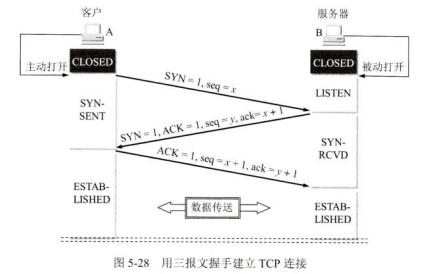 客户
服务器
A
B
主动打开
CLOSED
CLOSED
被动打开
SYN = 1, seq = x
LISTEN
SYN-
SENT
SYN = 1, ACK = 1, seq = y, ack= x + 1
SYN-
RCVD
ACK = 1, seq = x + 1, ack = y + 1
ESTAB-
LISHED
数据传送
ESTAB-
LISHED
图 5-28 用三报文握手建立 TCP 连接